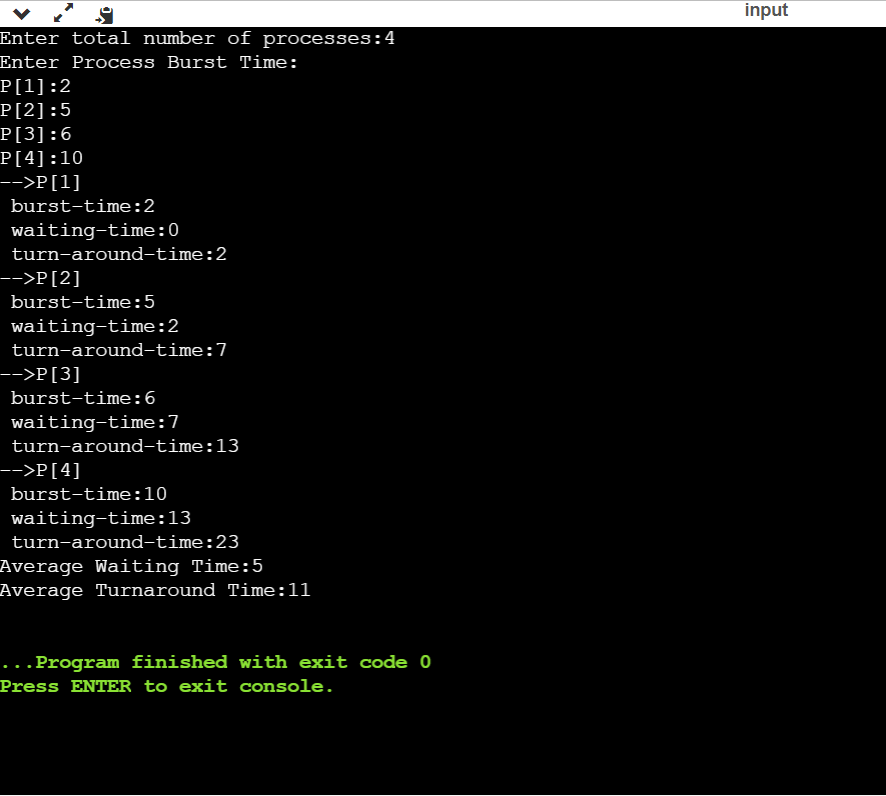 input
Enter total number of processes:4
Enter Process Burst Time:
P[1]:2
P[2]:5
P[3]:6
P[4]:10
-->P[1]
 burst-time:2
 waiting-time:0
 turn-around-time:2
-->P[2]
 burst-time:5
 waiting-time:2
 turn-around-time:7
-->P[3]
 burst-time:6
 waiting-time:7
 turn-around-time:13
-->P[4]
 burst-time:10
 waiting-time:13
 turn-around-time:23
Average Waiting Time:5
Average Turnaround Time:11
...Program finished with exit code 0
Press ENTER to exit console.